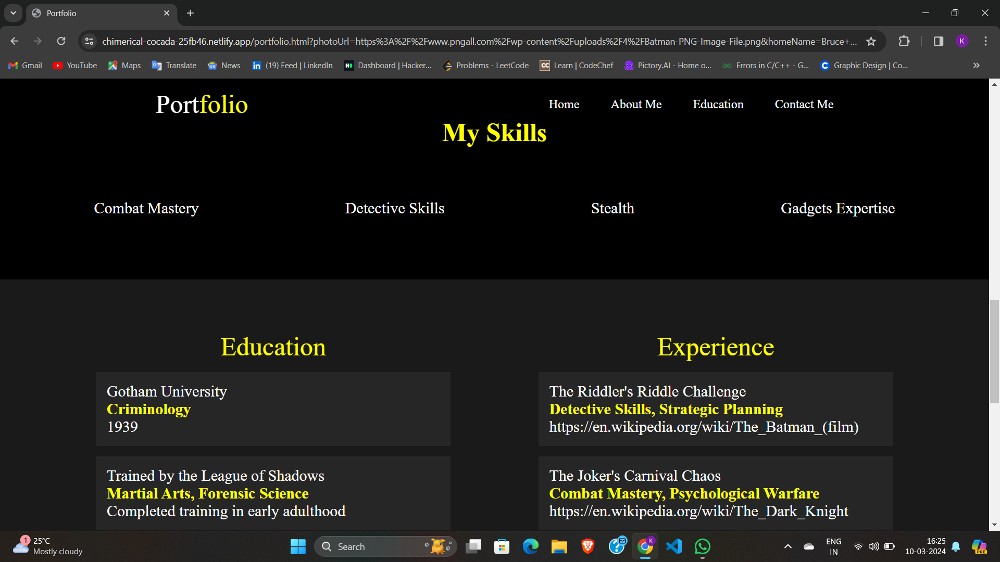 Portfolio
chimerical-cocada-25fb46.netlify.app/portfolio.html?photoUrl=https%3A%2F%2Fwww.pngall.com%2Fwp-content%2Fuploads%2F4%2FBatman-PNG-Image-File.png&homeName=Bruce+...
K
Gmail YouTube Maps Translate News (19) Feed | LinkedIn Dashboard | Hacker... Problems - LeetCode Learn | CodeChef Pictory.AI - Home o... Errors in C/C++ - G... Graphic Design | Co...
Portfolio Home About Me Education Contact Me
My Skills
Combat Mastery Detective Skills Stealth Gadgets Expertise
Education
Gotham University
Criminology
1939
Trained by the League of Shadows
Martial Arts, Forensic Science
Completed training in early adulthood
Experience
The Riddler's Riddle Challenge
Detective Skills, Strategic Planning
https://en.wikipedia.org/wiki/The_Batman_(film)
The Joker's Carnival Chaos
Combat Mastery, Psychological Warfare
https://en.wikipedia.org/wiki/The_Dark_Knight
1
25°C
Mostly cloudy
Search
K
ENG
IN
16:25
10-03-2024
PRE